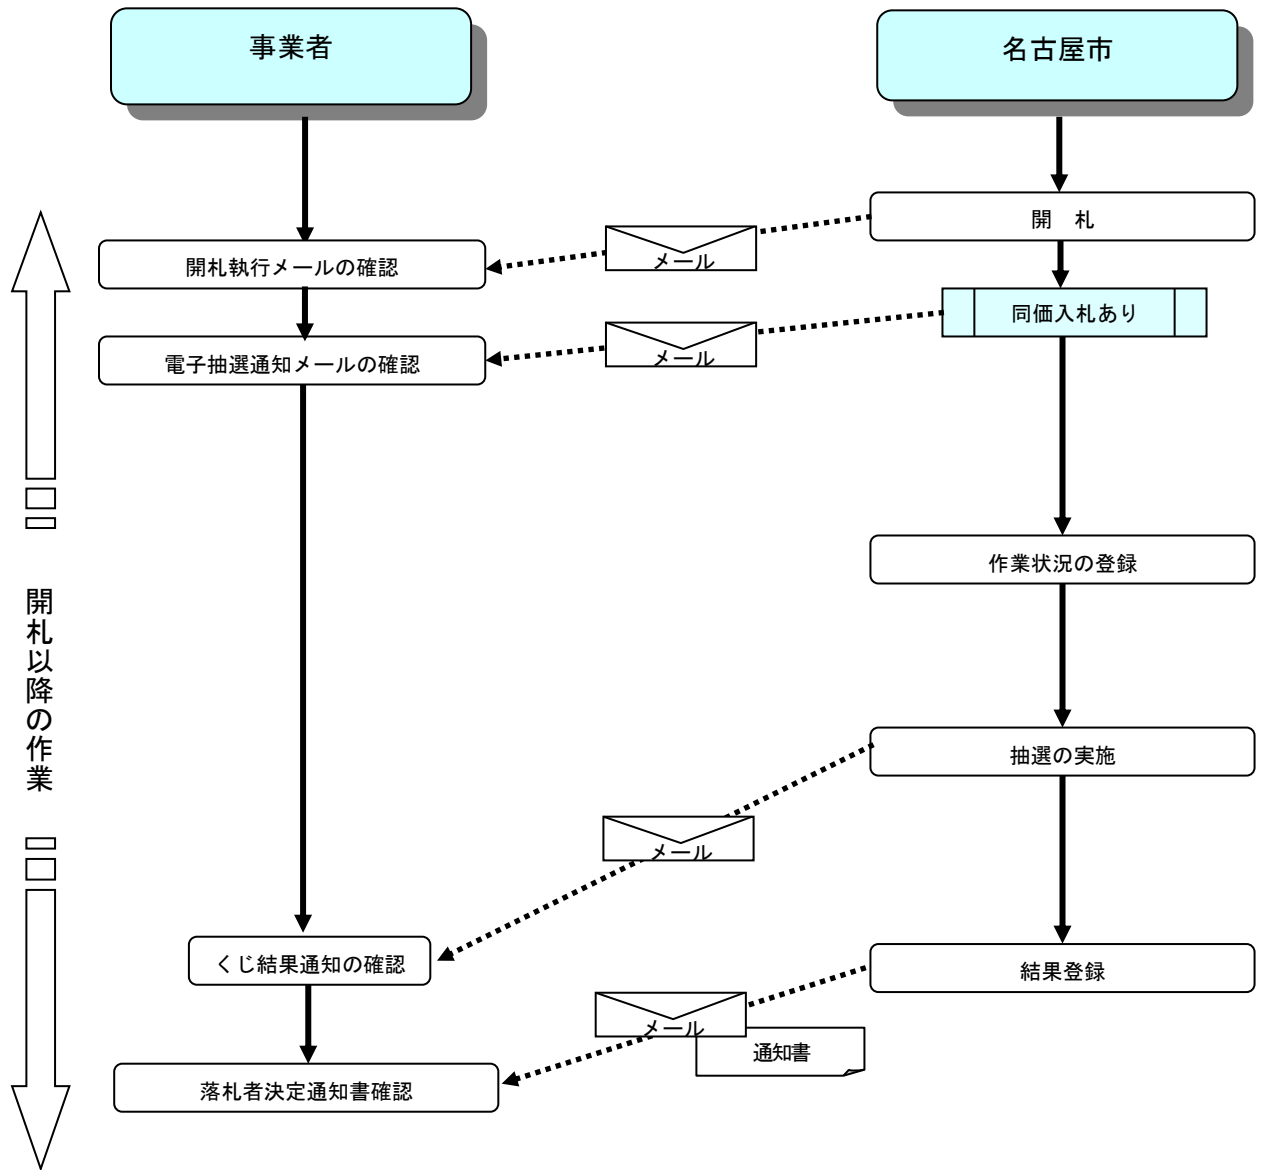 事業者
名古屋市
開　札
メール
開札執行メールの確認
同価入札あり
メール
電子抽選通知メールの確認
作業状況の登録
開札以降の作業
抽選の実施
メール
くじ結果通知の確認
結果登録
メール
通知書
落札者決定通知書確認